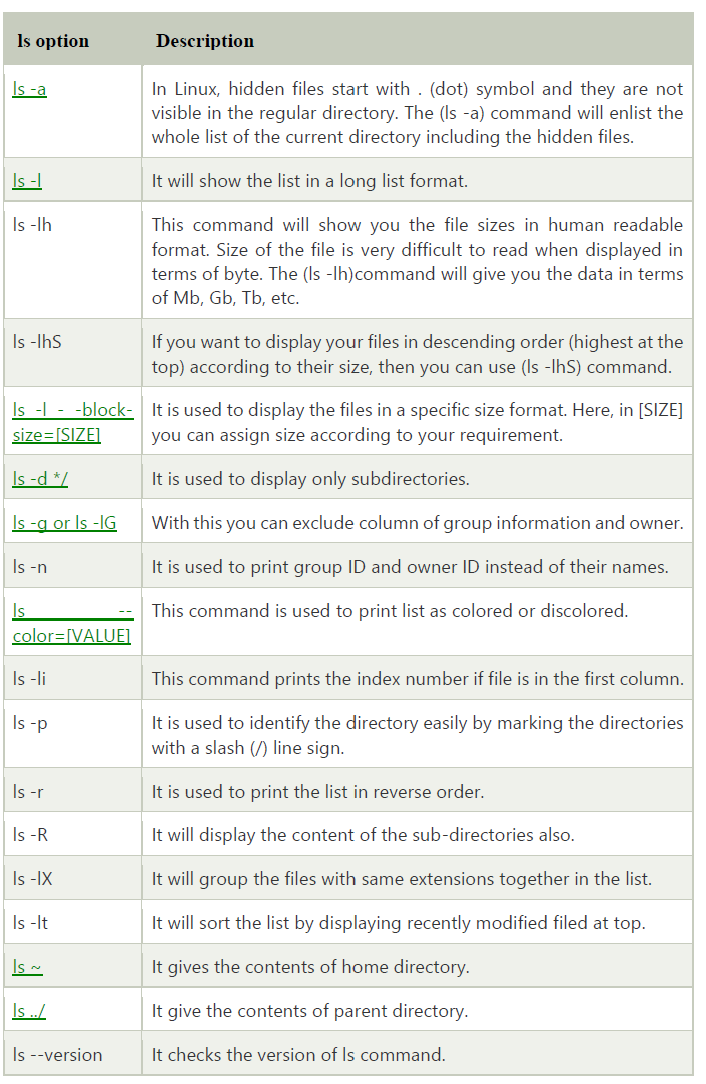 ls option Description
ls -a In Linux, hidden files start with . (dot) symbol and they are not
visible in the regular directory. The (ls -a) command will enlist the
whole list of the current directory including the hidden files.
ls -l It will show the list in a long list format.
ls -lh This command will show you the file sizes in human readable
format. Size of the file is very difficult to read when displayed in
terms of byte. The (ls -lh)command will give you the data in terms
of Mb, Gb, Tb, etc.
ls -lhS If you want to display your files in descending order (highest at the
top) according to their size, then you can use (ls -lhS) command.
ls -l - -block- It is used to display the files in a specific size format. Here, in [SIZE]
size=[SIZE] you can assign size according to your requirement.
ls -d */ It is used to display only subdirectories.
ls -g or ls -lG With this you can exclude column of group information and owner.
ls -n It is used to print group ID and owner ID instead of their names.
ls -- This command is used to print list as colored or discolored.
color=[VALUE]
ls -li This command prints the index number if file is in the first column.
ls -p It is used to identify the directory easily by marking the directories
with a slash (/) line sign.
ls -r It is used to print the list in reverse order.
ls -R It will display the content of the sub-directories also.
ls -lX It will group the files with same extensions together in the list.
ls -lt It will sort the list by displaying recently modified filed at top.
ls ~ It gives the contents of home directory.
ls ../ It give the contents of parent directory.
ls --version It checks the version of ls command.